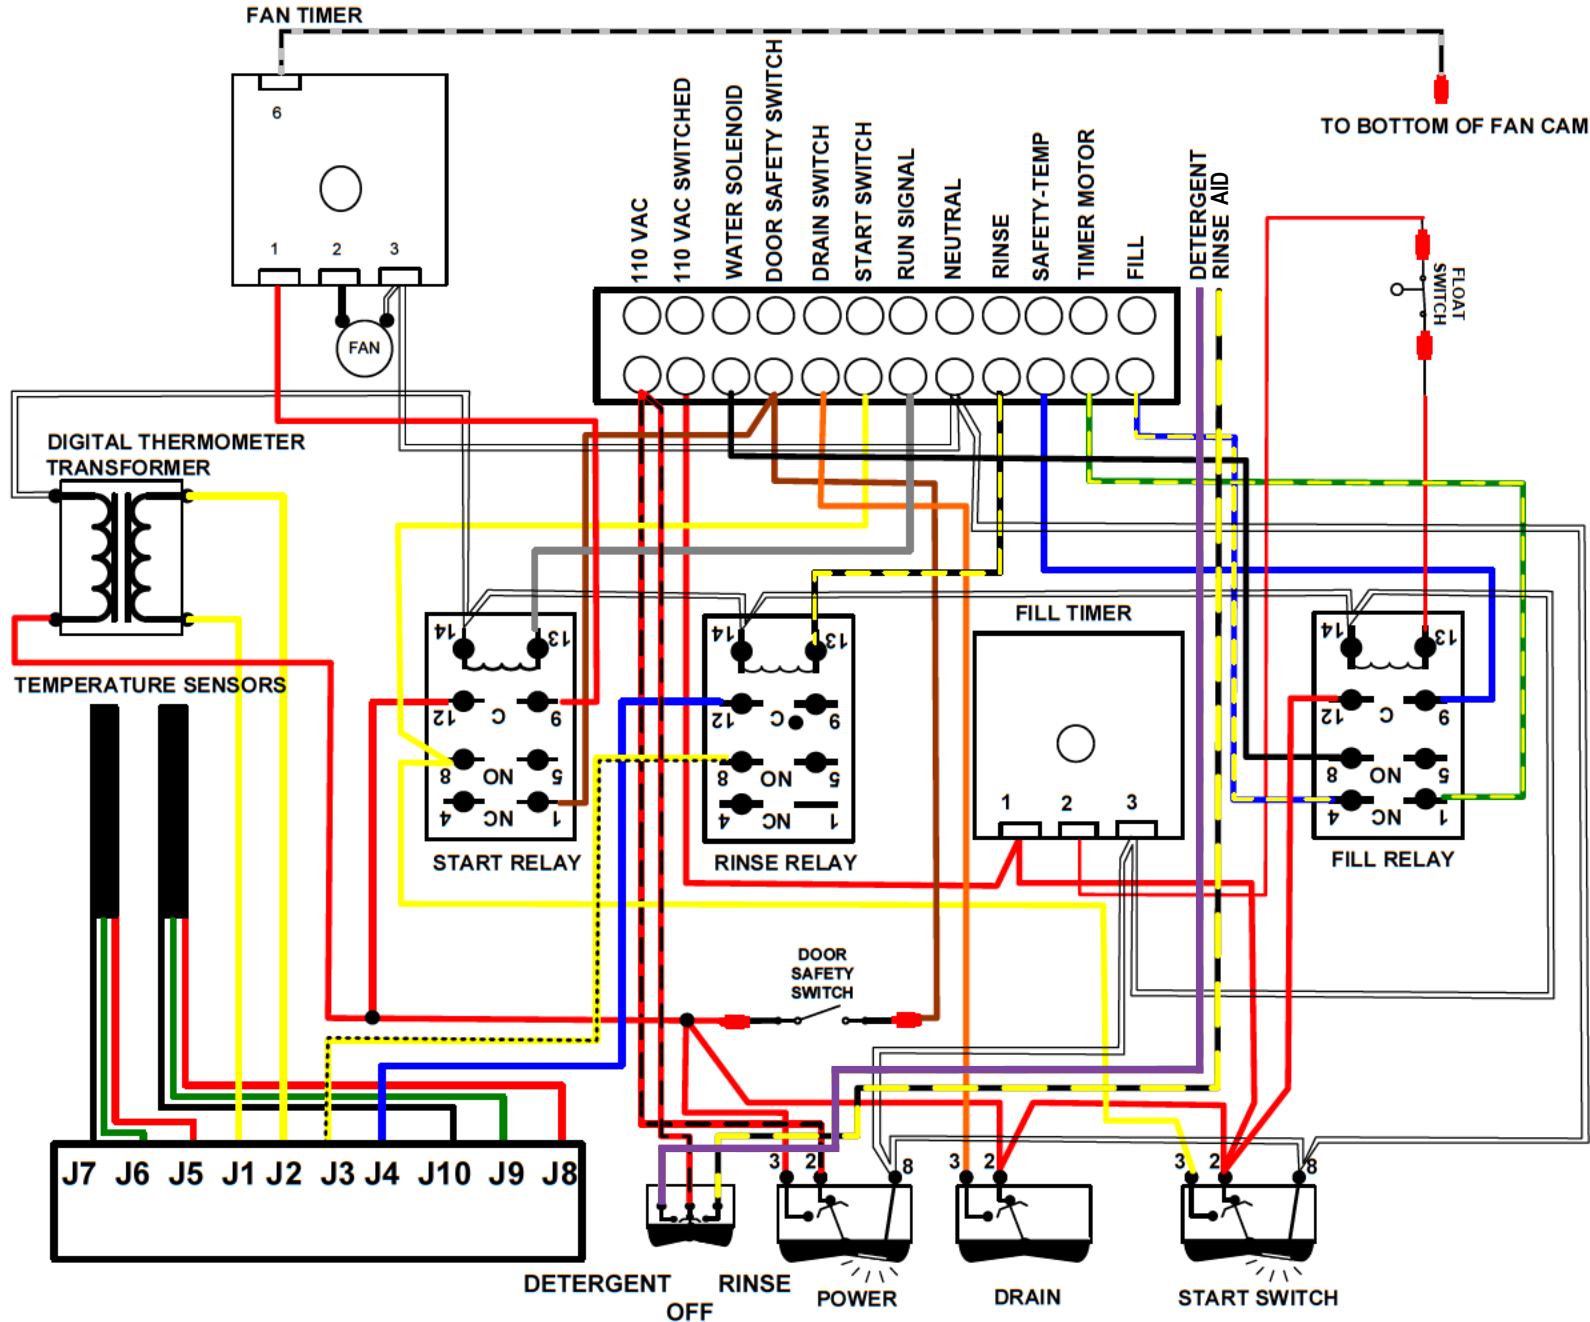 FAN TIMER
6
1 2 3
FAN
TO BOTTOM OF FAN CAM
110 VAC
110 VAC SWITCHED
WATER SOLENOID
DOOR SAFETY SWITCH
DRAIN SWITCH
START SWITCH
RUN SIGNAL
NEUTRAL
RINSE
SAFETY-TEMP
TIMER MOTOR
FILL
DETERGENT
RINSE AID
FLOAT
SWITCH
DIGITAL THERMOMETER
TRANSFORMER
TEMPERATURE SENSORS
14 13
12 C 9
8 NO 5
4 NC 1
START RELAY
14 13
12 C 9
8 NO 5
4 NC 1
RINSE RELAY
FILL TIMER
1 2 3
14 13
12 C 9
8 NO 5
4 NC 1
FILL RELAY
DOOR
SAFETY
SWITCH
J7 J6 J5 J1 J2 J3 J4 J10 J9 J8
3 2 8
3 2
3 2 8
DETERGENT RINSE
OFF
POWER
DRAIN
START SWITCH